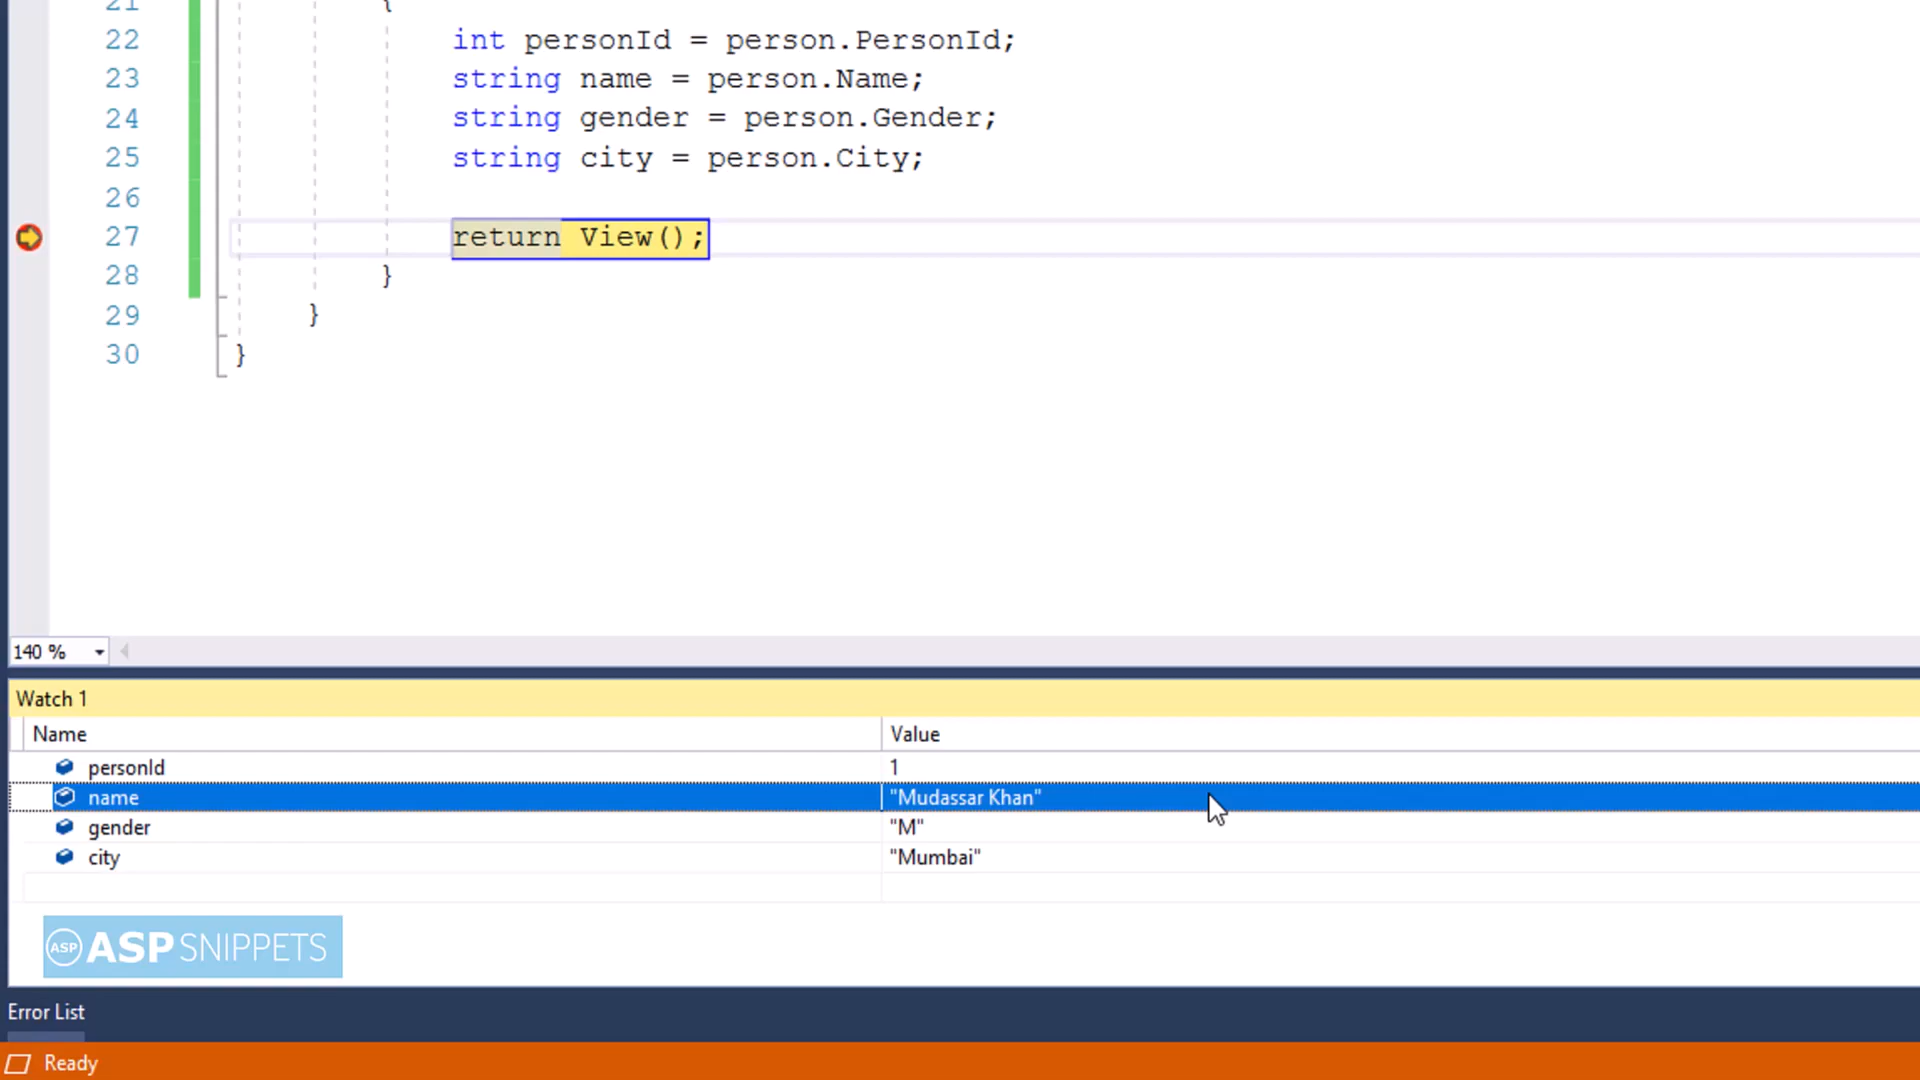 21 {
22 int personId = person.PersonId;
23 string name = person.Name;
24 string gender = person.Gender;
25 string city = person.City;
26
27 return View();
28 }
29 }
30 }
140 %
Watch 1
Name Value
personId 1
name "Mudassar Khan"
gender "M"
city "Mumbai"
ASP ASPSNIPPETS
Error List
Ready